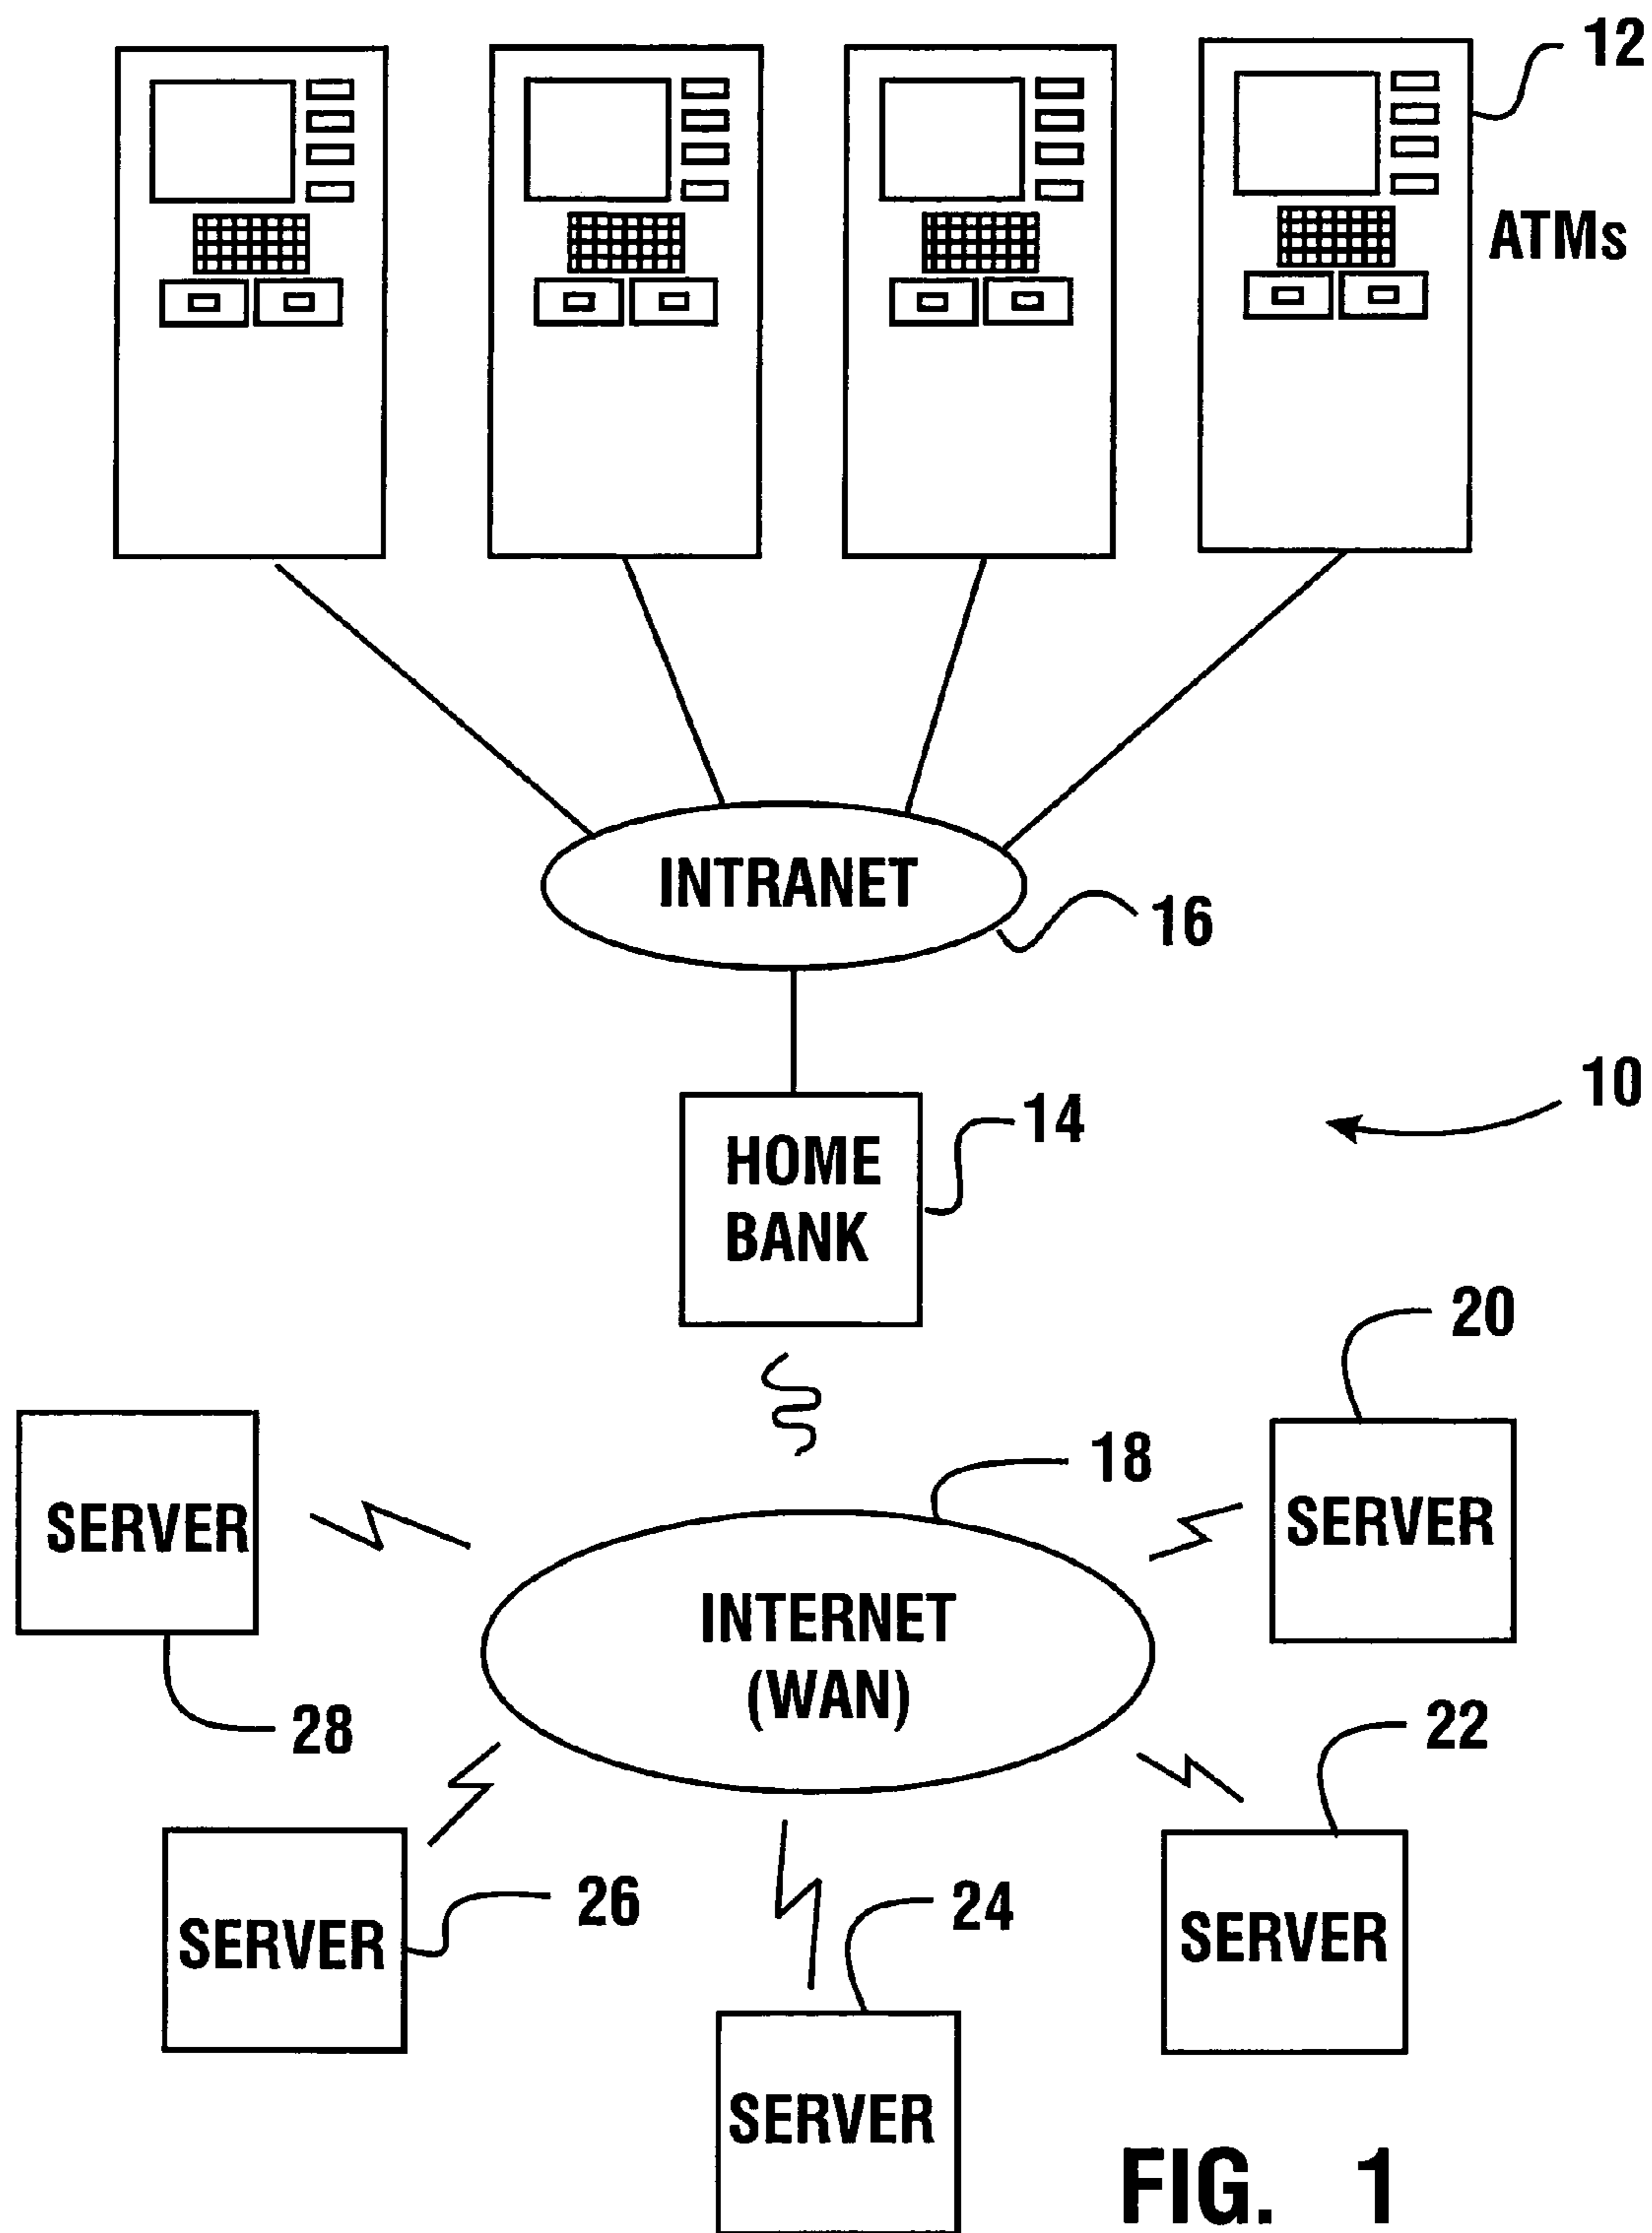 12
ATMs
INTRANET
16
10
14
HOME
BANK
20
18
SERVER
SERVER
INTERNET
(WAN)
22
28
26
24
SERVER
SERVER
SERVER
FIG. 1